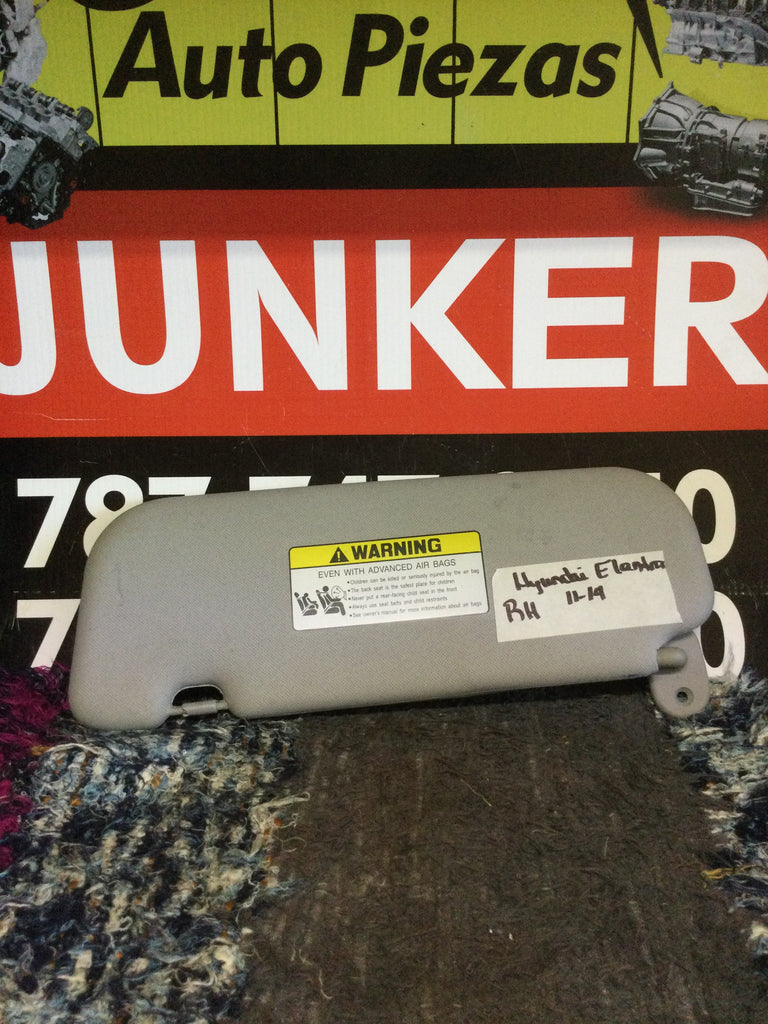 Auto Piezas
JUNKER
787
WARNING
EVEN WITH ADVANCED AIR BAGS
• Children can be killed or seriously injured by the air bag
• The back seat is the safest place for children
• Never put a rear-facing child seat in the front
• Always use seat belts and child restraints
• See owner's manual for more information about air bags
Hyundai Elantra
RH 11-14